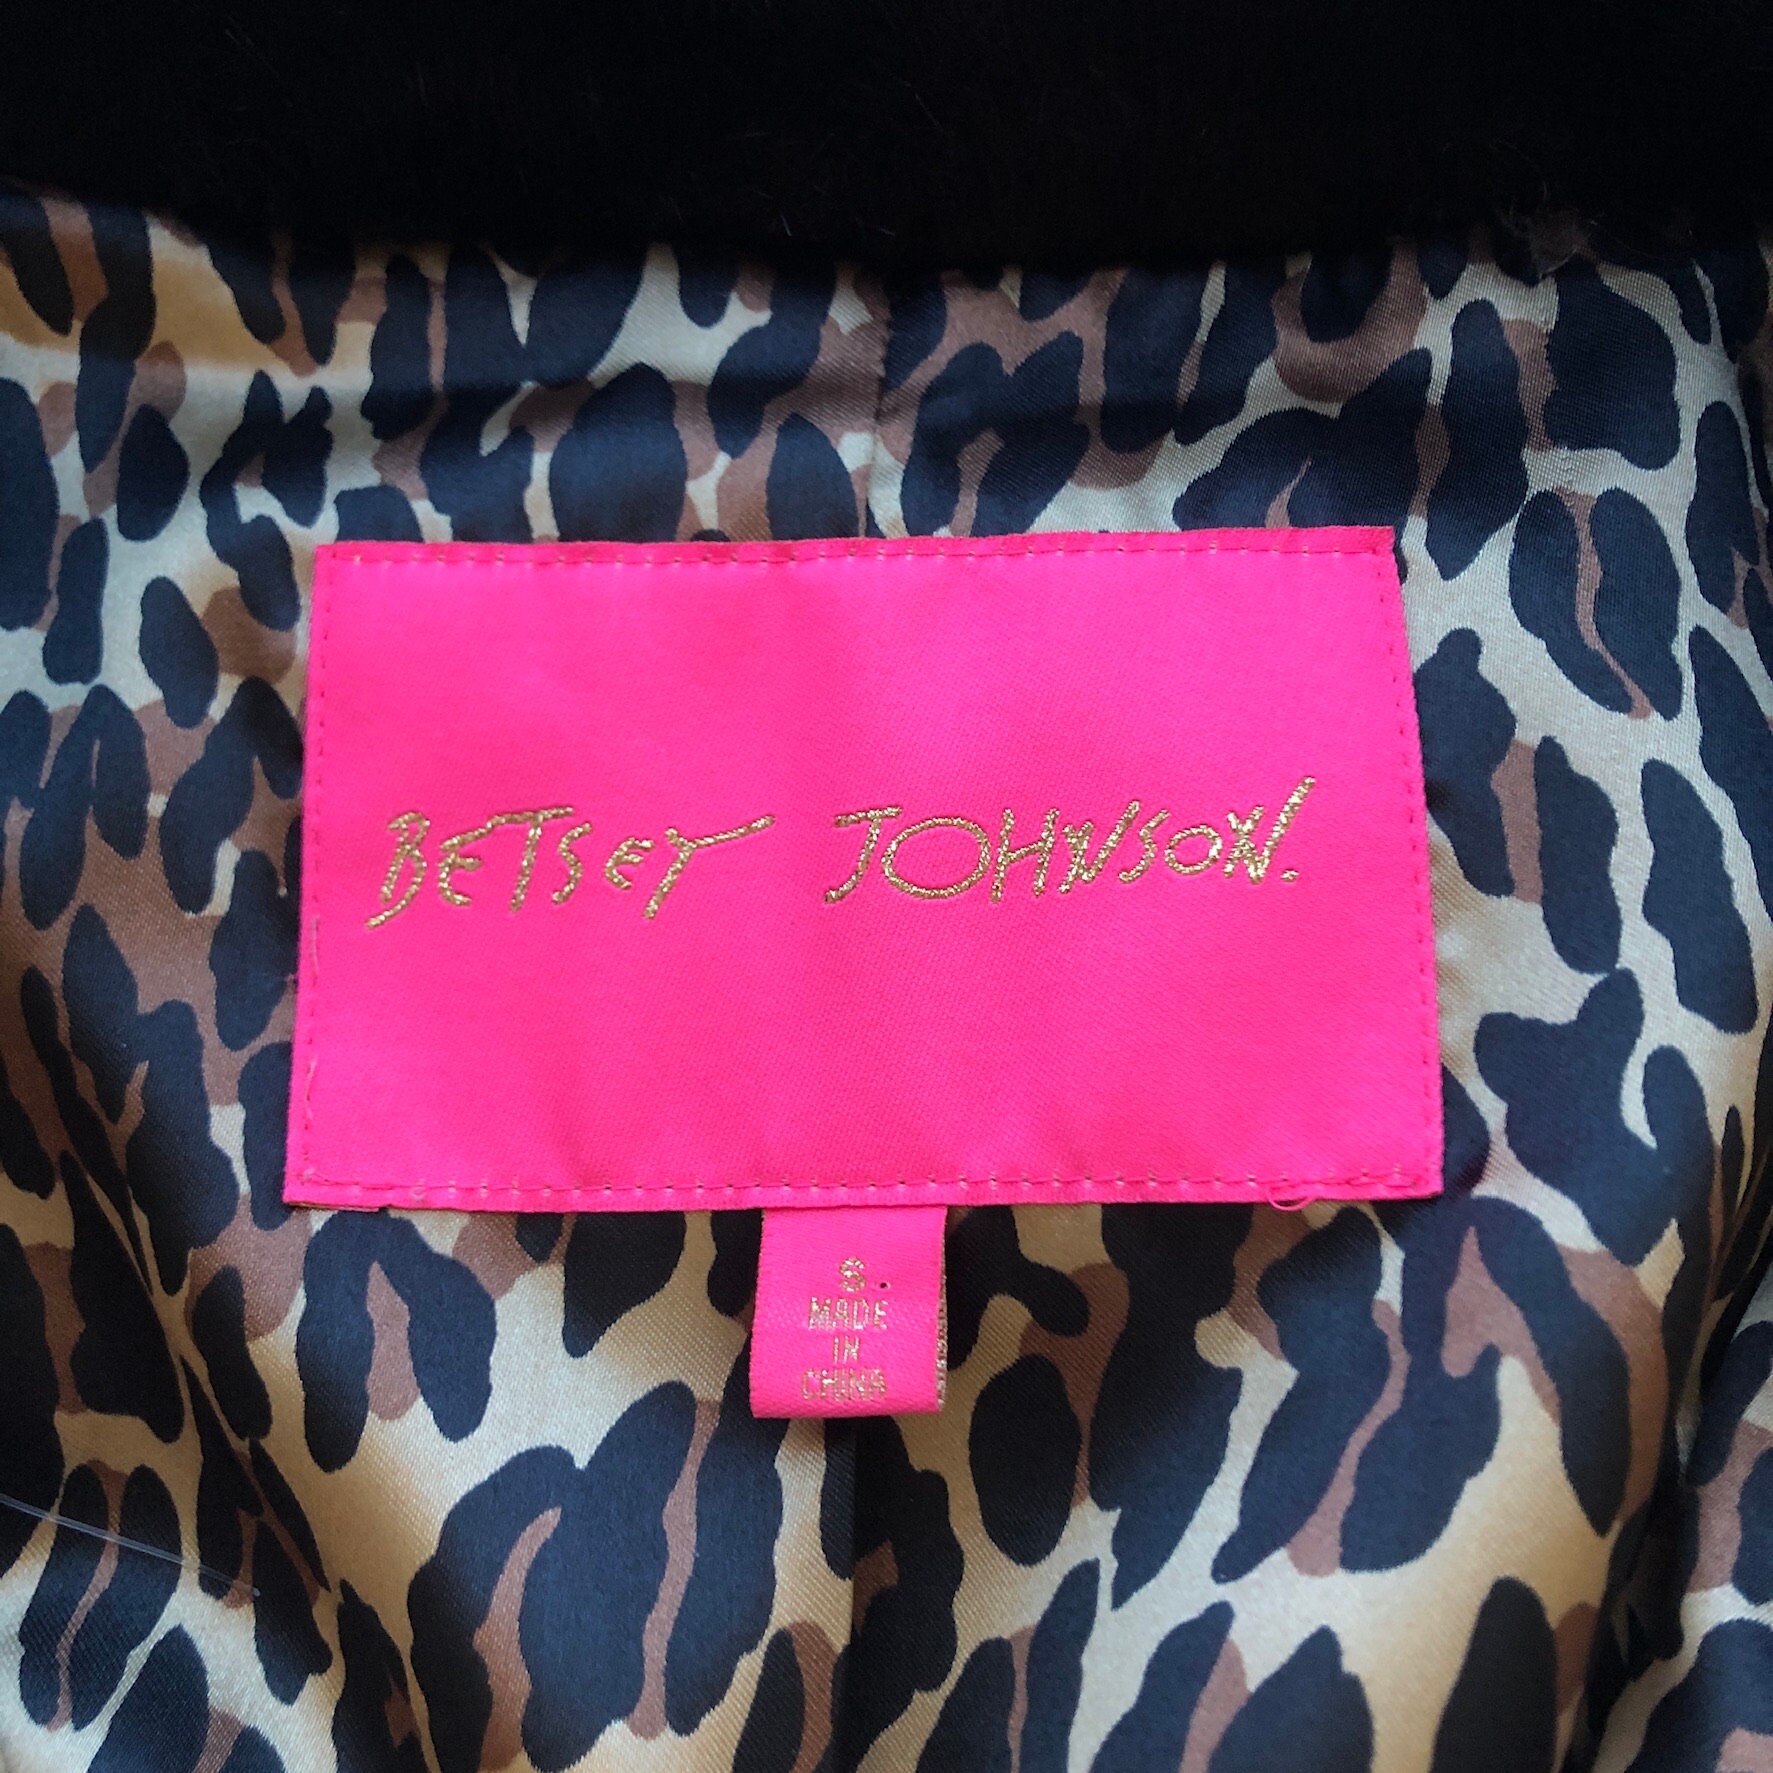 BETSEY JOHNSON.
S.
MADE
IN
CHINA